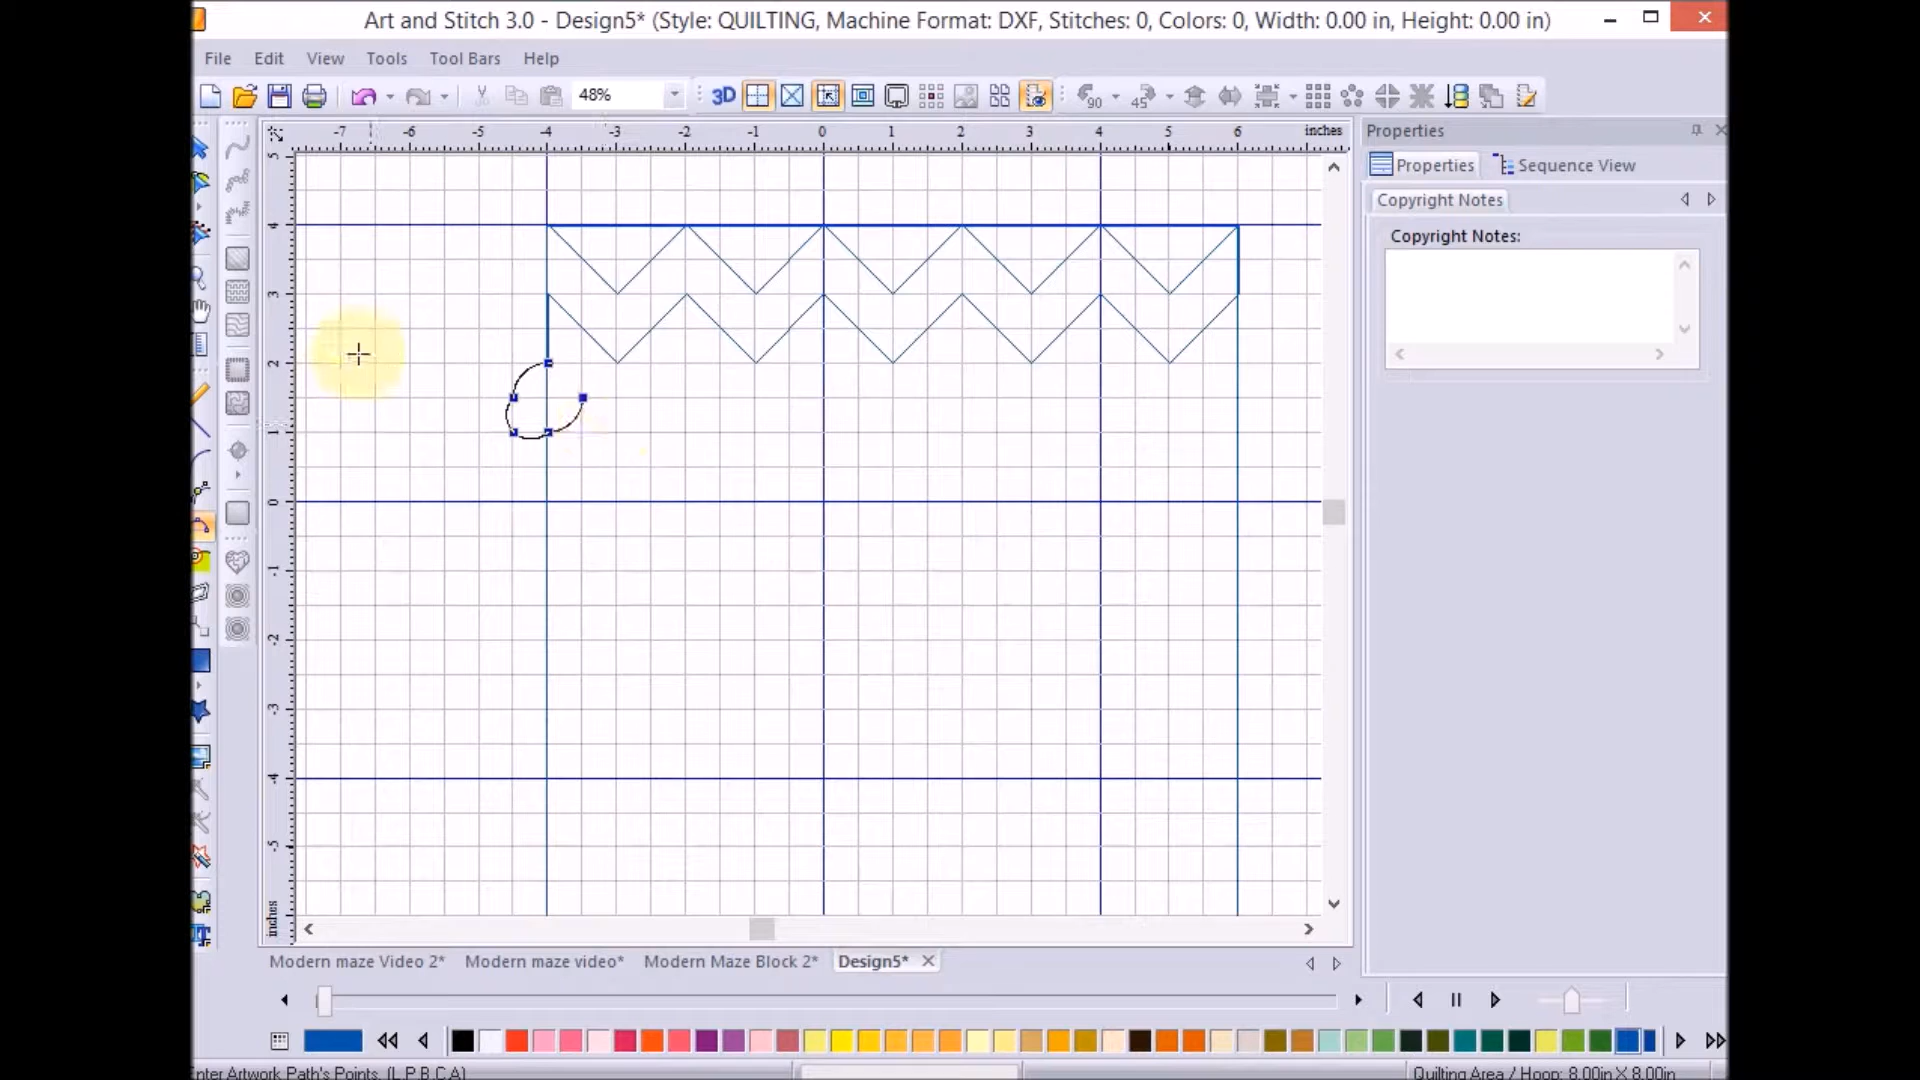 Art and Stitch 3.0 - Design5* (Style: QUILTING, Machine Format: DXF, Stitches: 0, Colors: 0, Width: 0.00 in, Height: 0.00 in)
File Edit View Tools Tool Bars Help
48% 3D 90 45
-7 -6 -5 -4 -3 -2 -1 0 1 2 3 4 5 6 inches
5
4
3
2
1
0
-1
-2
-3
-4
-5
inches
Properties
Properties Sequence View
Copyright Notes
Copyright Notes:
Modern maze Video 2* Modern maze video* Modern Maze Block 2* Design5*
nter Artwork Path's Points. (L,P,B,C,A) Quilting Area / Hoop: 8.00in X 8.00in